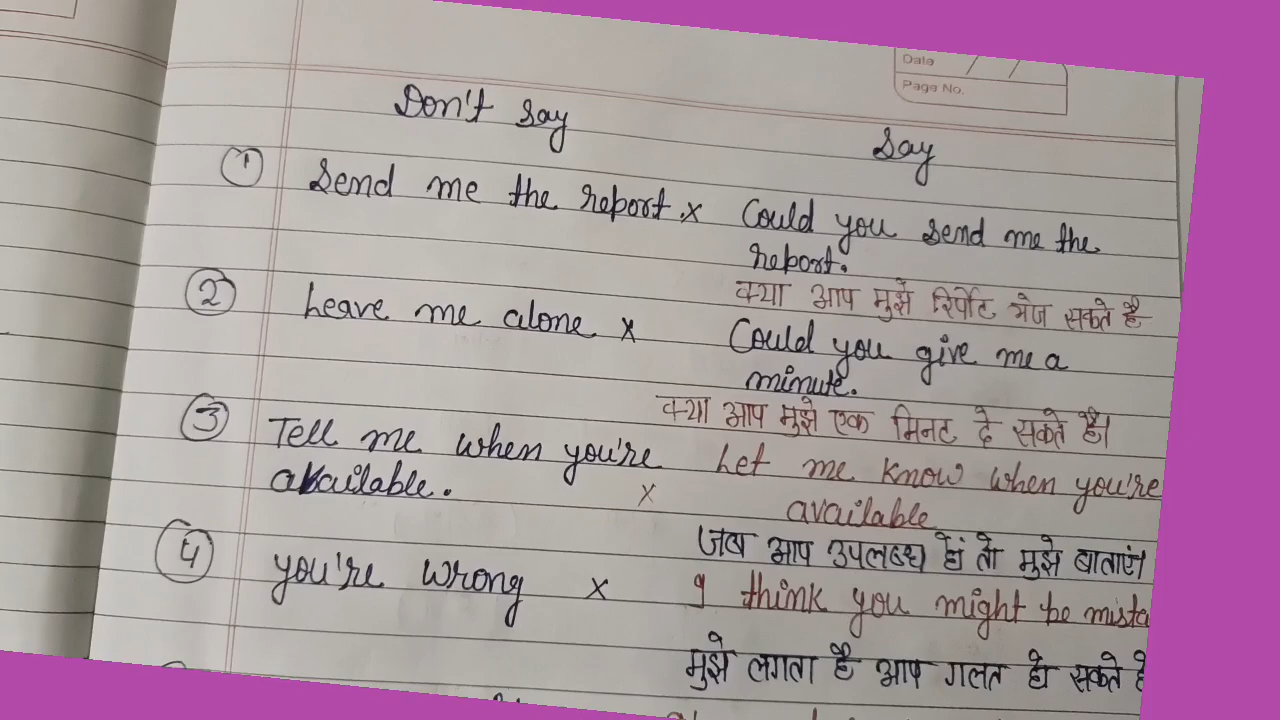 Date / /
Page No.
Don't say
Say
1 Send me the report. x Could you send me the
report.
क्या आप मुझे रिर्पोट भेज सकते है
2 Leave me alone x Could you give me a
minute.
क्या आप मुझे एक मिनट दे सकते है।
3 Tell me when you're Let me know when you're
available. x available
जब आप उपलब्ध हों तो मुझे बाताएं
4 you're wrong x I think you might be mista
मुझे लगता है आप गलत हो सकते है